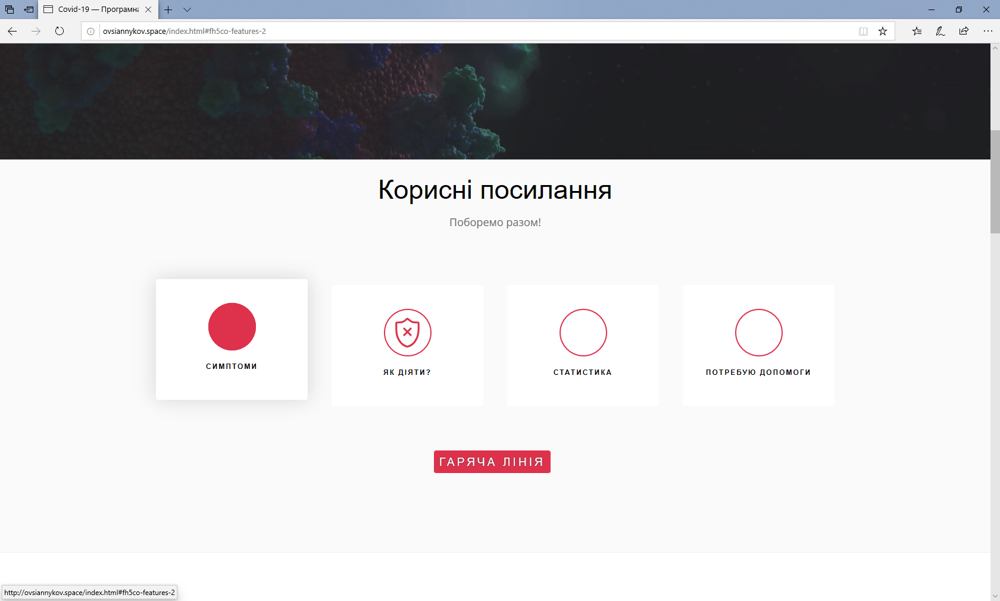 Covid-19 — Програмна
ovsiannykov.space/index.html#fh5co-features-2
Корисні посилання
Поборемо разом!
СИМПТОМИ
ЯК ДІЯТИ?
СТАТИСТИКА
ПОТРЕБУЮ ДОПОМОГИ
ГАРЯЧА ЛІНІЯ
http://ovsiannykov.space/index.html#fh5co-features-2